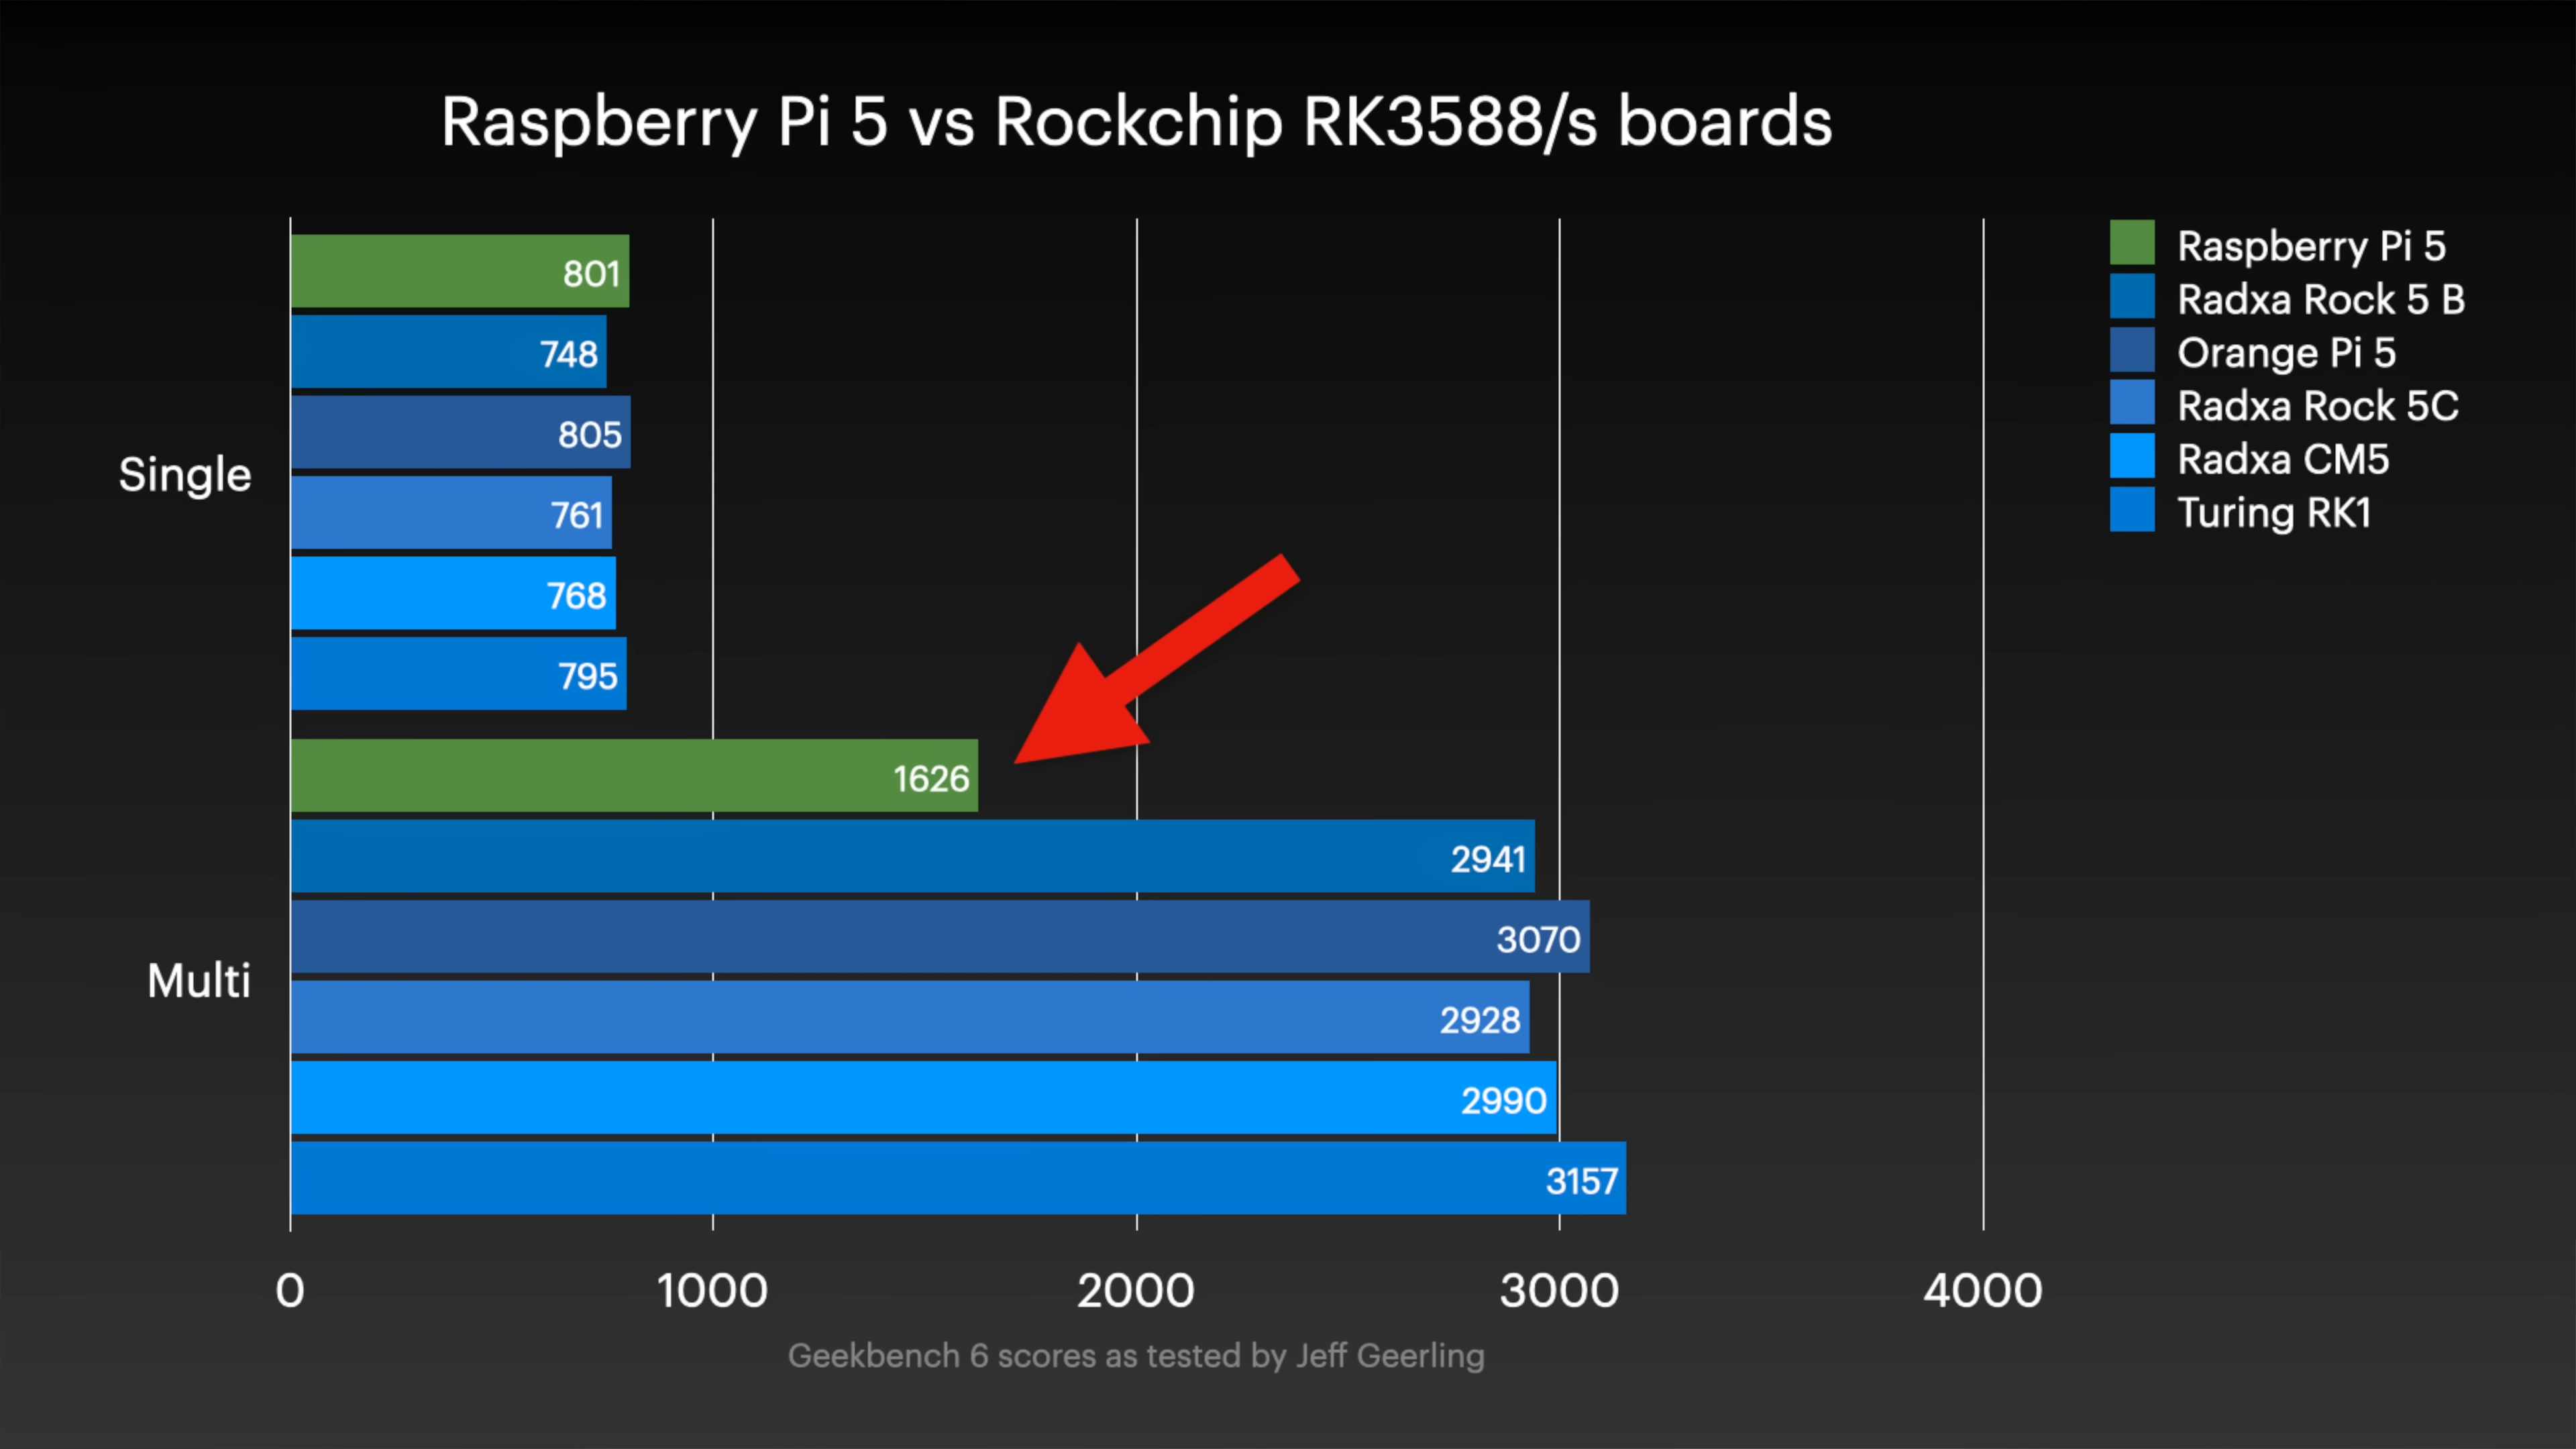 Raspberry Pi 5 vs Rockchip RK3588/s boards
Raspberry Pi 5
Radxa Rock 5 B
Orange Pi 5
Radxa Rock 5C
Radxa CM5
Turing RK1
Single
801
748
805
761
768
795
Multi
1626
2941
3070
2928
2990
3157
0 1000 2000 3000 4000
Geekbench 6 scores as tested by Jeff Geerling